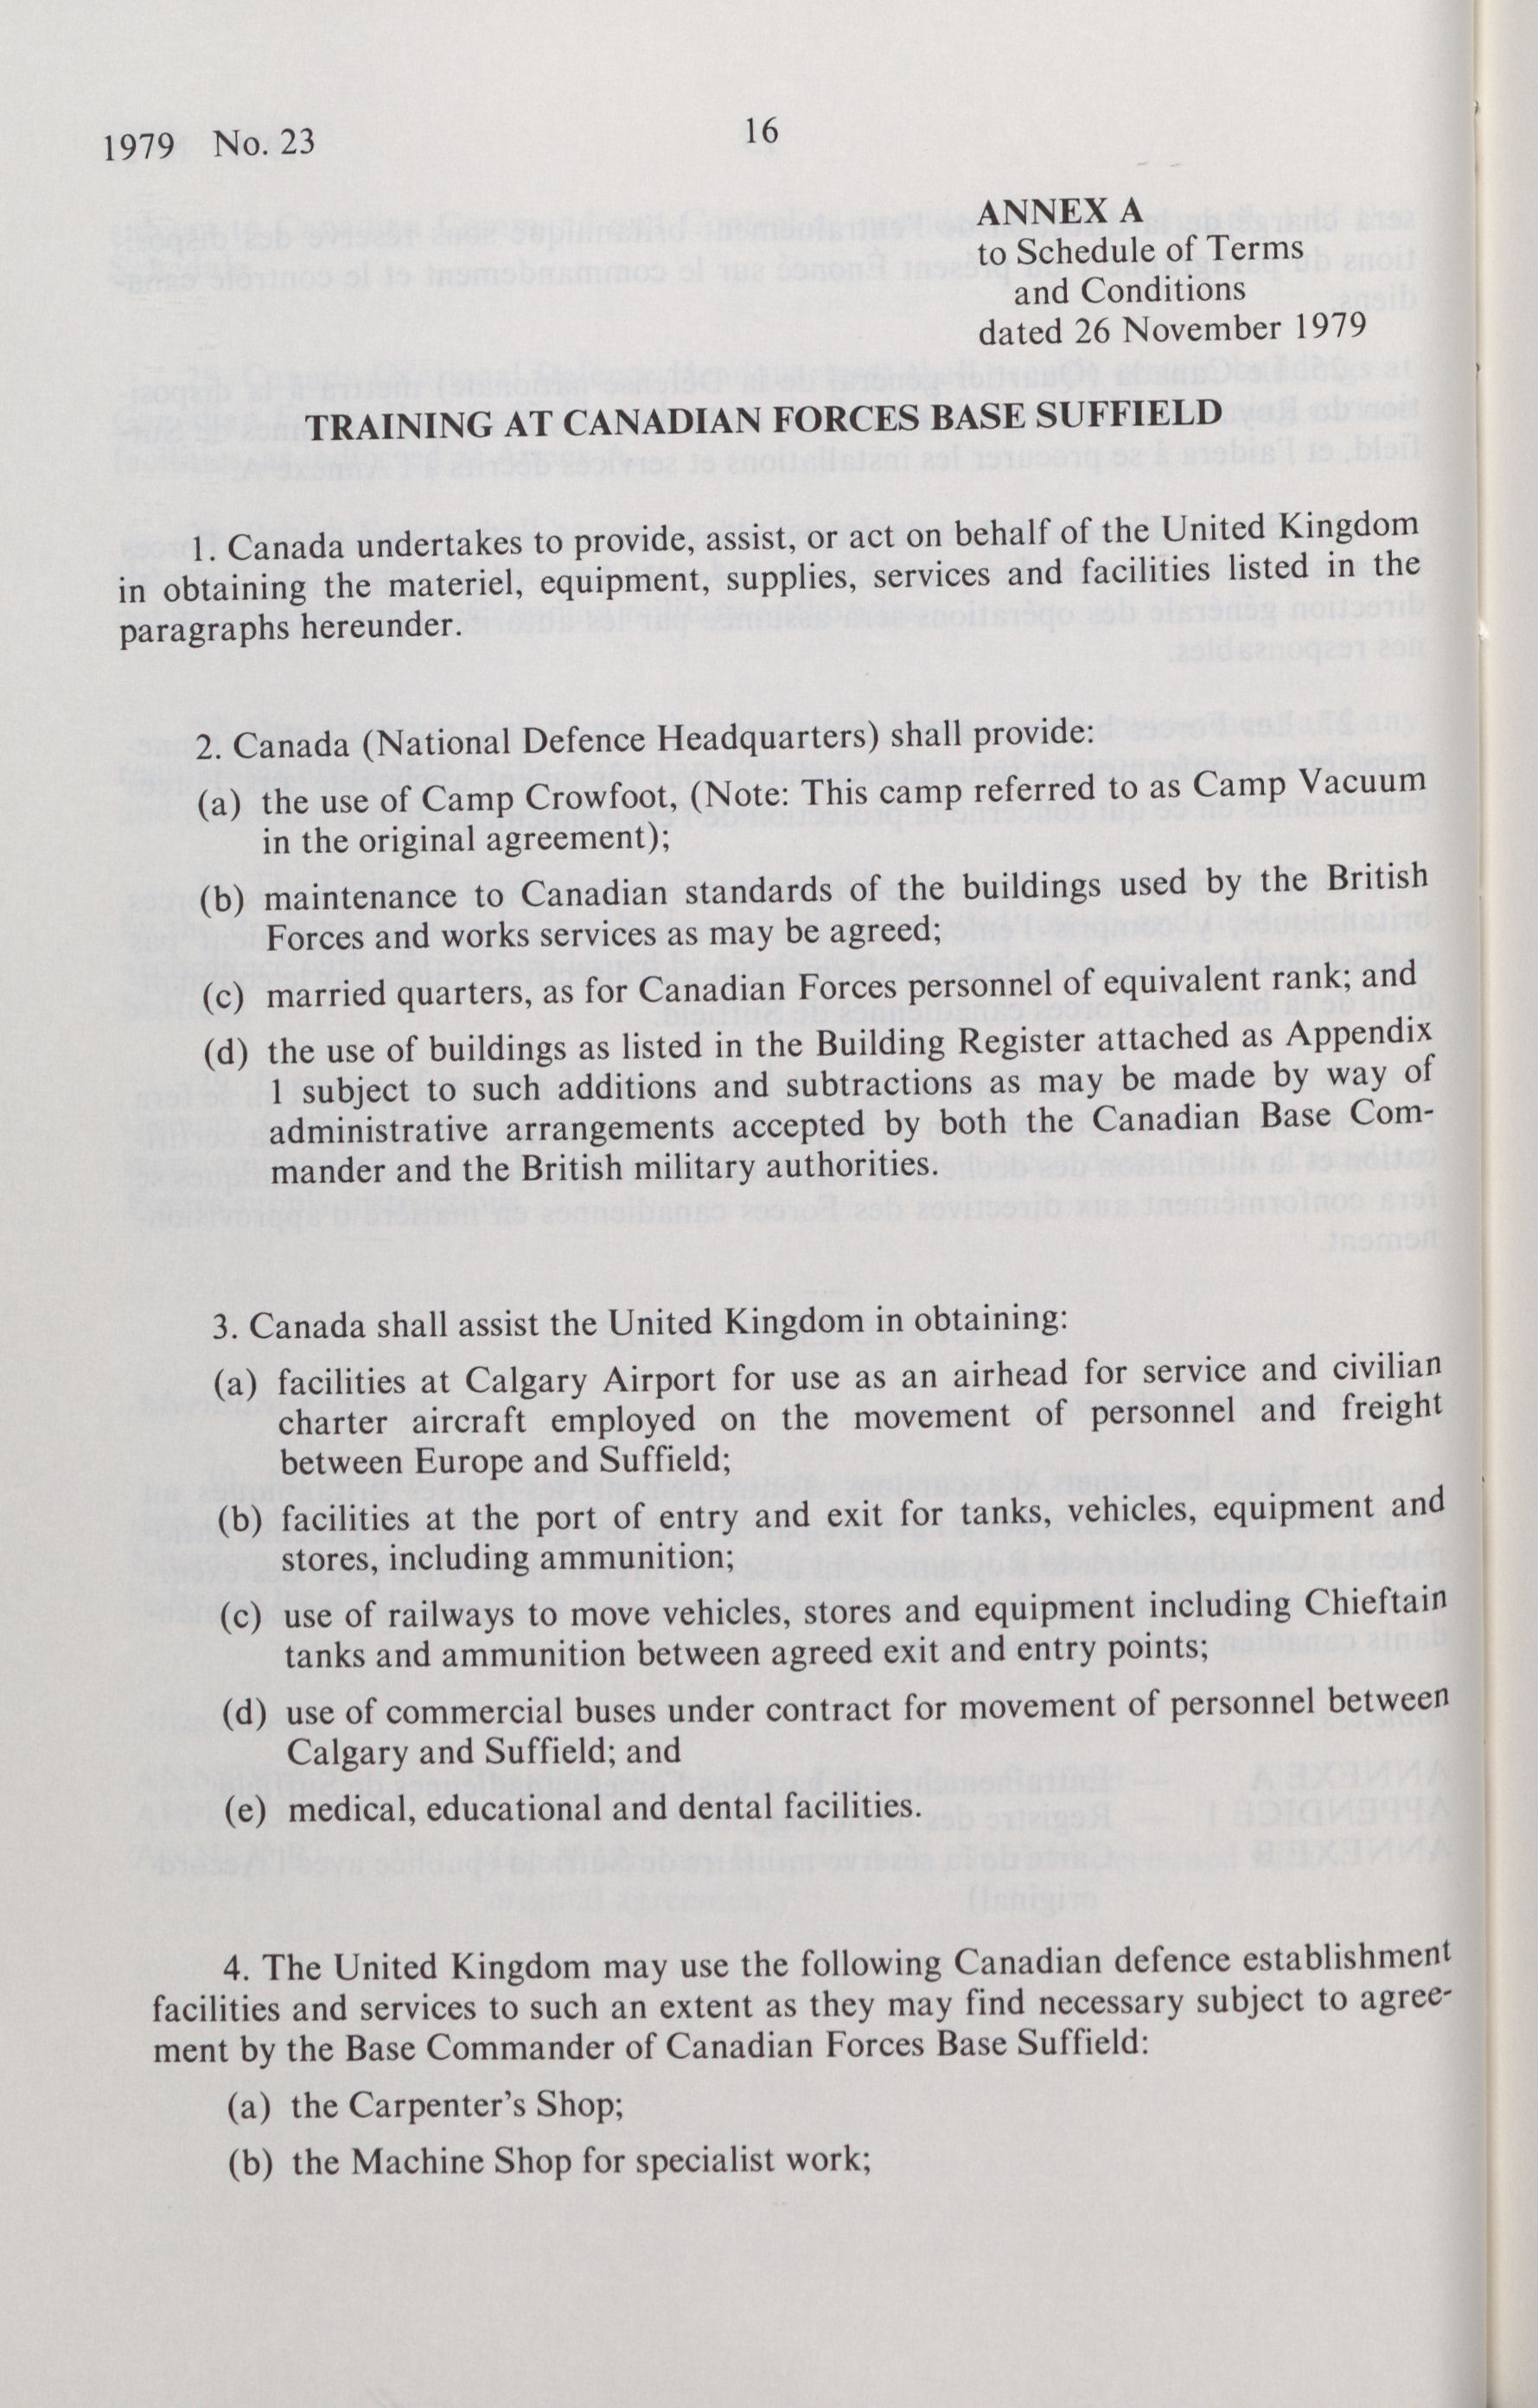 1979 No. 23
16
ANNEX A
to Schedule of Terms
and Conditions
dated 26 November 1979
TRAINING AT CANADIAN FORCES BASE SUFFIELD
1. Canada undertakes to provide, assist, or act on behalf of the United Kingdom
in obtaining the materiel, equipment, supplies, services and facilities listed in the
paragraphs hereunder.
2. Canada (National Defence Headquarters) shall provide:
(a) the use of Camp Crowfoot, (Note: This camp referred to as Camp Vacuum
in the original agreement);
(b) maintenance to Canadian standards of the buildings used by the British
Forces and works services as may be agreed;
(c) married quarters, as for Canadian Forces personnel of equivalent rank; and
(d) the use of buildings as listed in the Building Register attached as Appendix
1 subject to such additions and subtractions as may be made by way of
administrative arrangements accepted by both the Canadian Base Com-
mander and the British military authorities.
3. Canada shall assist the United Kingdom in obtaining:
(a) facilities at Calgary Airport for use as an airhead for service and civilian
charter aircraft employed on the movement of personnel and freight
between Europe and Suffield;
(b) facilities at the port of entry and exit for tanks, vehicles, equipment and
stores, including ammunition;
(c) use of railways to move vehicles, stores and equipment including Chieftain
tanks and ammunition between agreed exit and entry points;
(d) use of commercial buses under contract for movement of personnel between
Calgary and Suffield; and
(e) medical, educational and dental facilities.
4. The United Kingdom may use the following Canadian defence establishment
facilities and services to such an extent as they may find necessary subject to agree-
ment by the Base Commander of Canadian Forces Base Suffield:
(a) the Carpenter's Shop;
(b) the Machine Shop for specialist work;